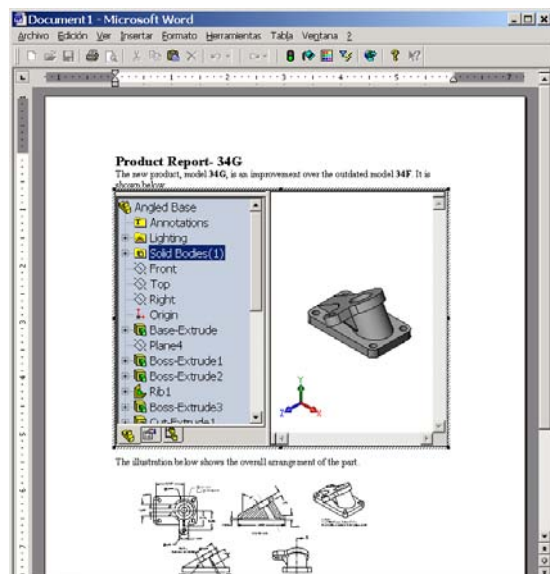 Document1 - Microsoft Word
Archivo Edición Ver Insertar Formato Herramientas Tabla Ventana ?
Product Report- 34G
The new product, model 34G, is an improvement over the outdated model 34F. It is
shown below
Angled Base
Annotations
Lighting
Solid Bodies(1)
Front
Top
Right
Origin
Base-Extrude
Plane4
Boss-Extrude1
Boss-Extrude2
Rib1
Boss-Extrude3
Cut-Extrude1
Y
Z
X
The illustration below shows the overall arrangement of the part.